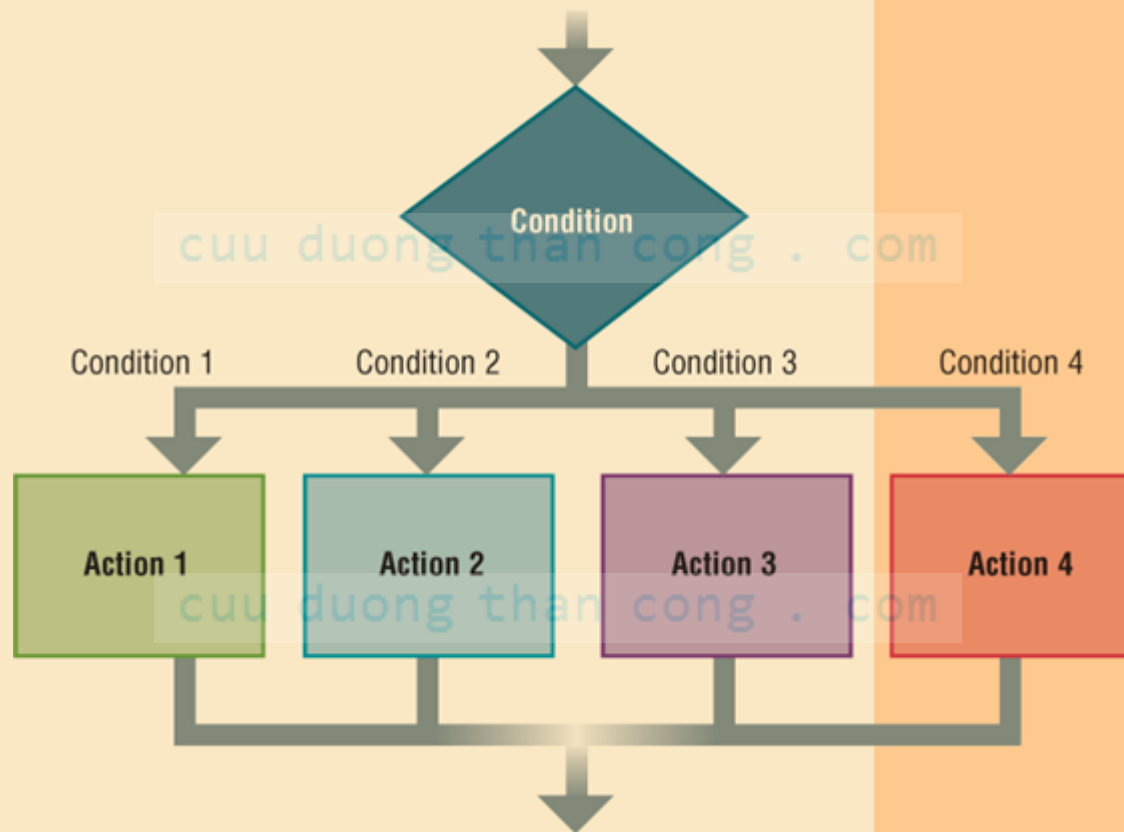 Condition
cuu duong than cong . com
Condition 1 Condition 2 Condition 3 Condition 4
Action 1 Action 2 Action 3 Action 4
cuu duong than cong . com